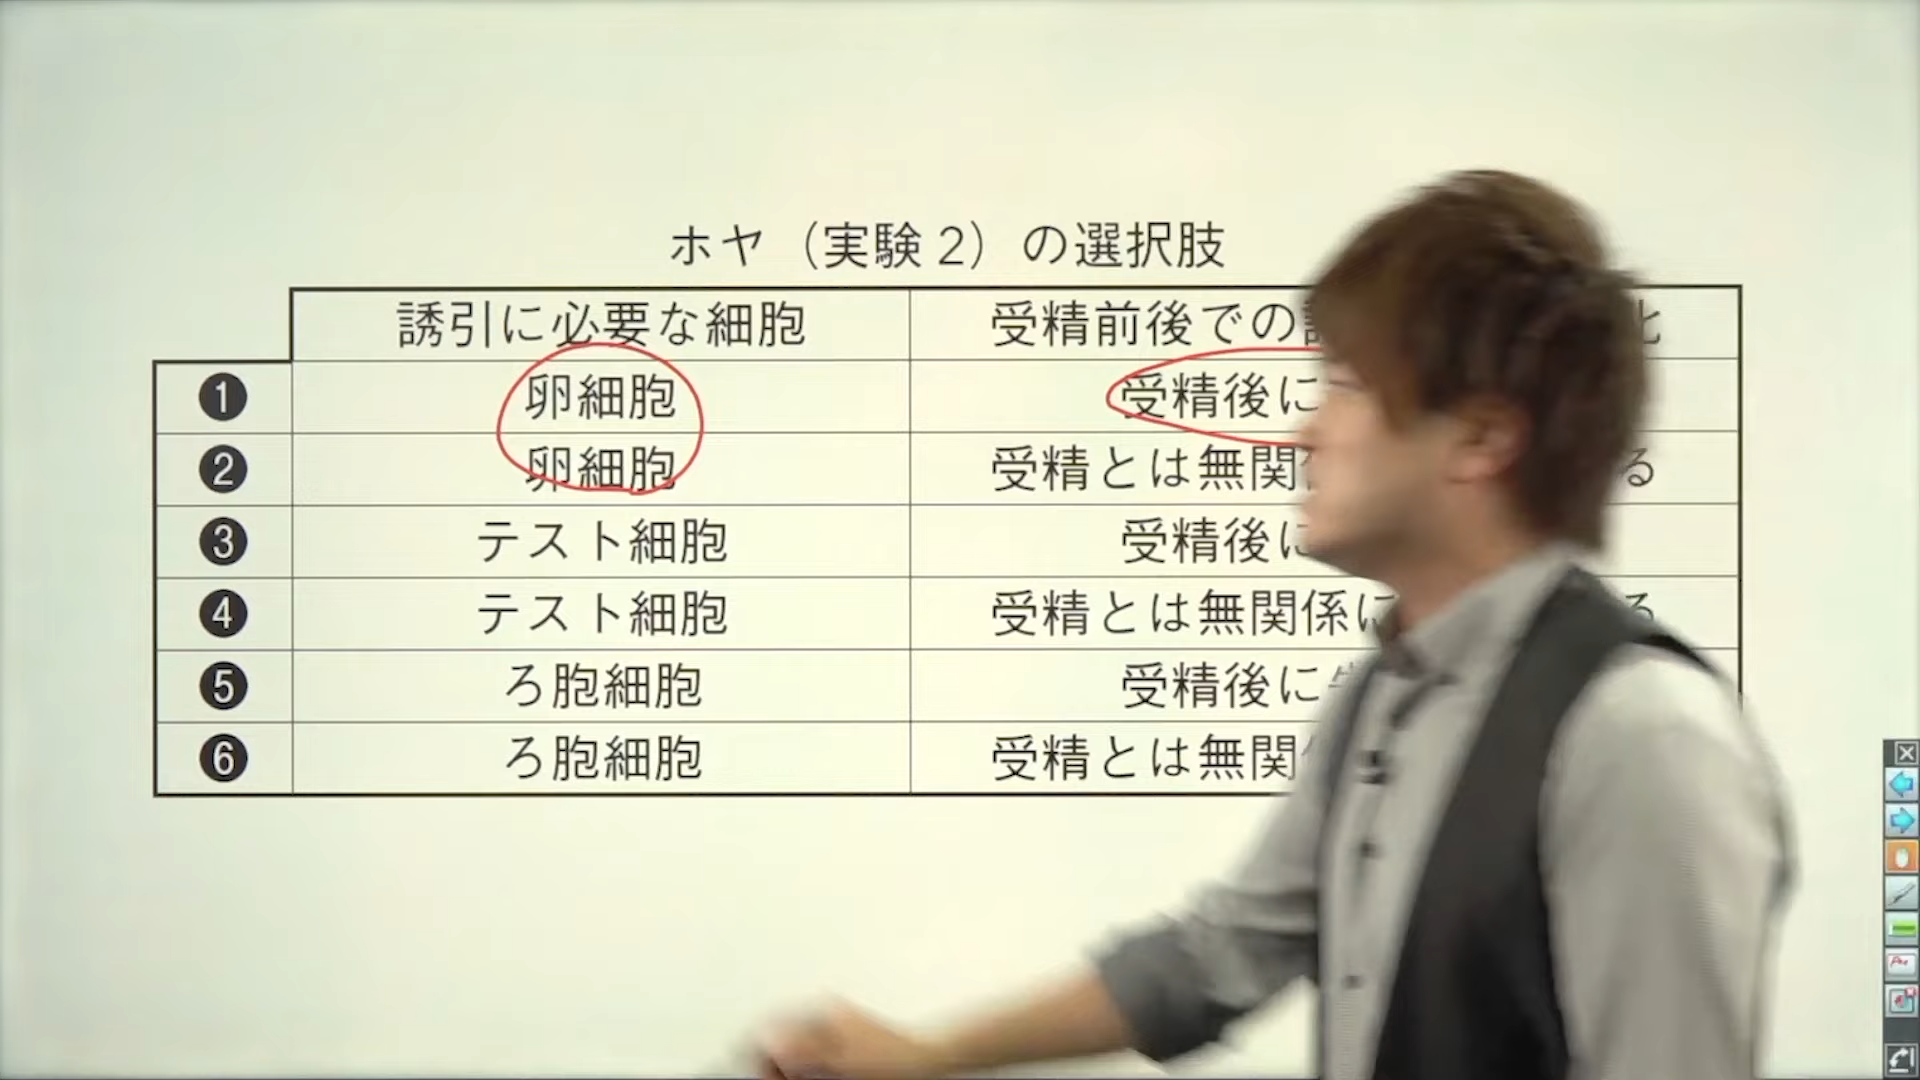 ホヤ（実験2）の選択肢
誘引に必要な細胞 受精前後での
❶ 卵細胞 受精後に
❷ 卵細胞 受精とは無関 る
❸ テスト細胞 受精後に
❹ テスト細胞 受精とは無関係に る
❺ ろ胞細胞 受精後に
❻ ろ胞細胞 受精とは無関